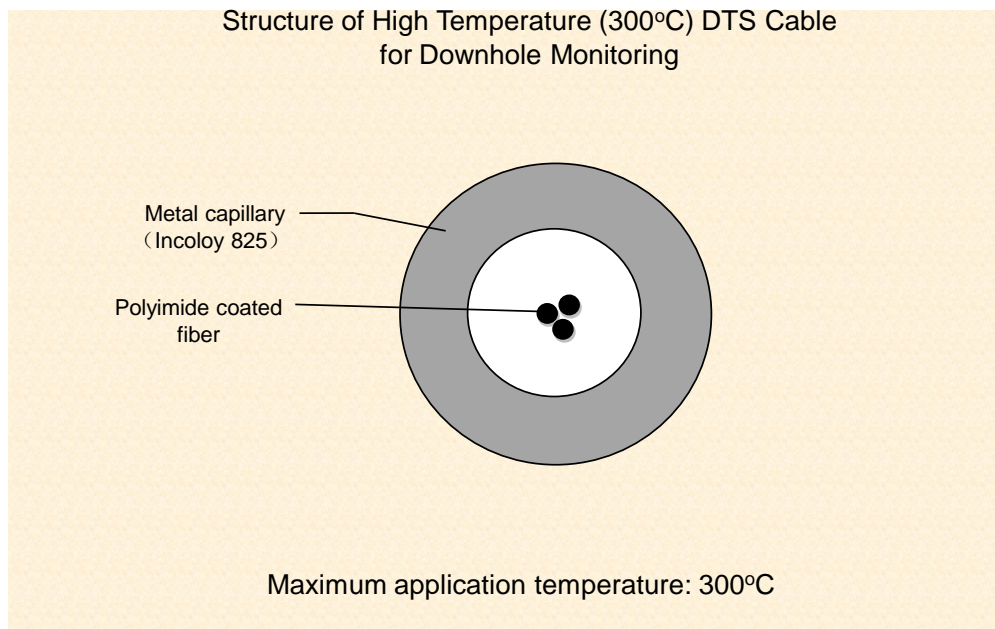 Structure of High Temperature (300ºC) DTS Cable
for Downhole Monitoring
Metal capillary
（Incoloy 825）
Polyimide coated
fiber
Maximum application temperature: 300ºC